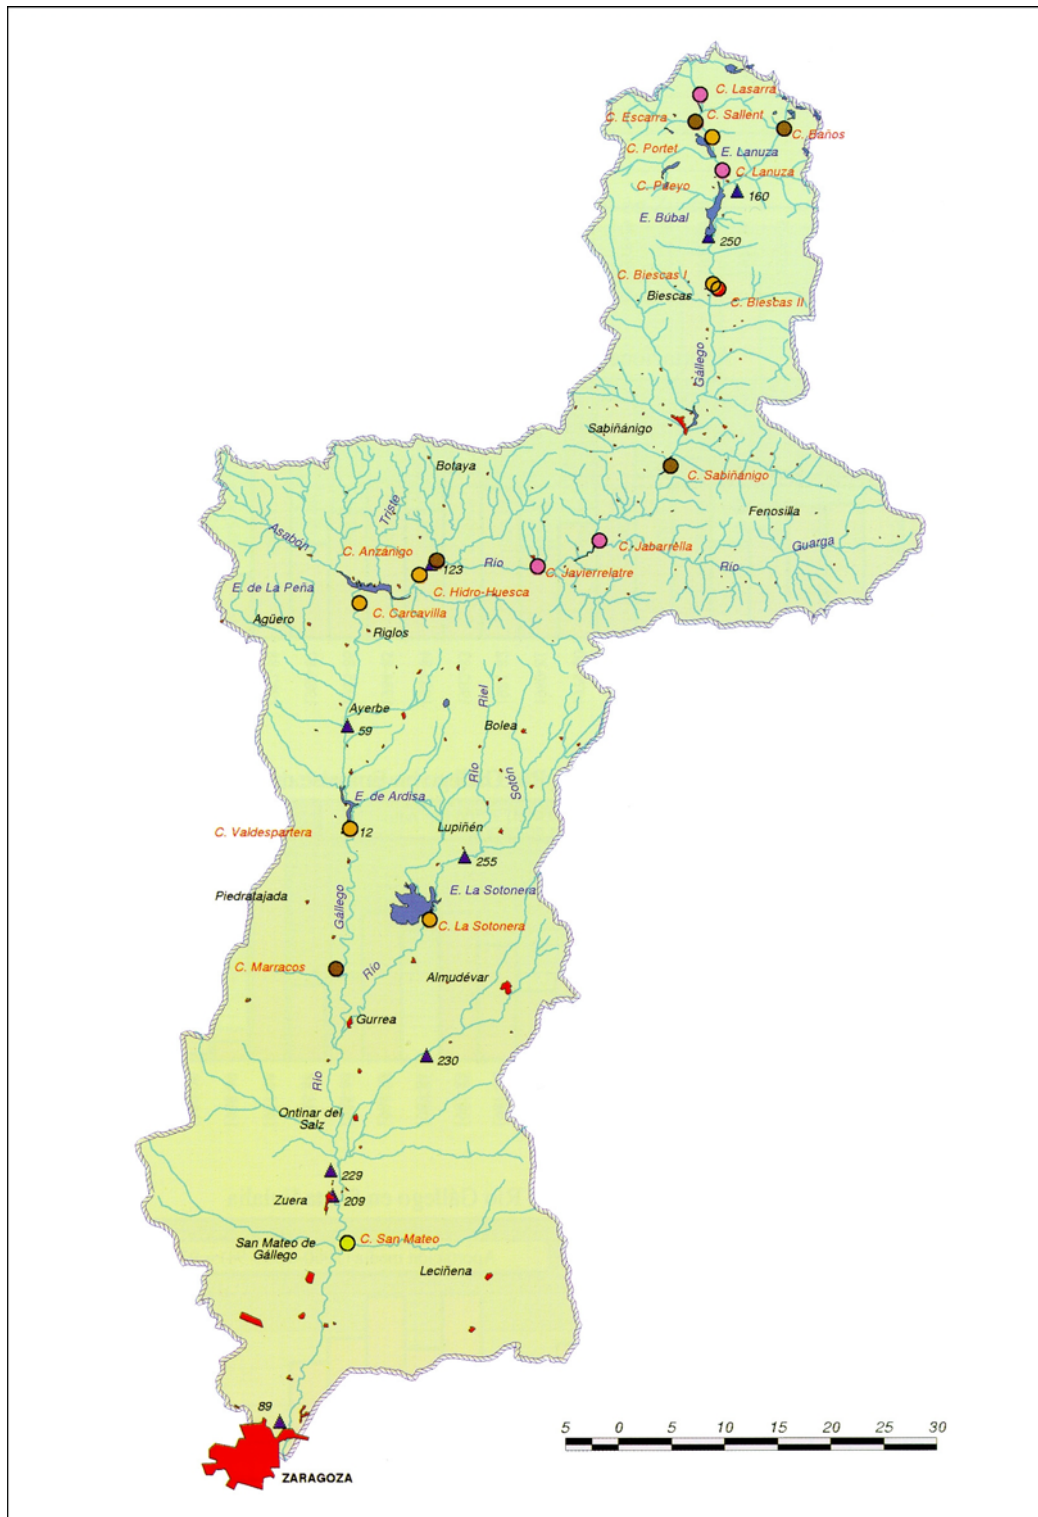 C. Lasarra
C. Escarra
C. Sallent
C. Baños
C. Portet
E. Lanuza
C. Lanuza
C. Pueyo
160
E. Búbal
250
C. Biescas I
Biescas
C. Biescas II
Gállego
Sabiñánigo
Botaya
C. Sabiñánigo
Triste
Fenosilla
Asabón
C. Anzánigo
Río
C. Jabarrella
Guarga
123
C. Javierrelatre
Río
E. de La Peña
C. Hidro-Huesca
C. Carcavilla
Agüero
Riglos
Riel
Ayerbe
59
Bolea
Río
Sotón
E. de Ardisa
C. Valdespartera
12
Lupiñén
255
Piedratajada
Gállego
E. La Sotonera
C. La Sotonera
C. Marracos
Río
Almudévar
Gurrea
230
Río
Ontinar del
Salz
229
Zuera
209
San Mateo de
Gállego
C. San Mateo
Leciñena
89
5 0 5 10 15 20 25 30
ZARAGOZA